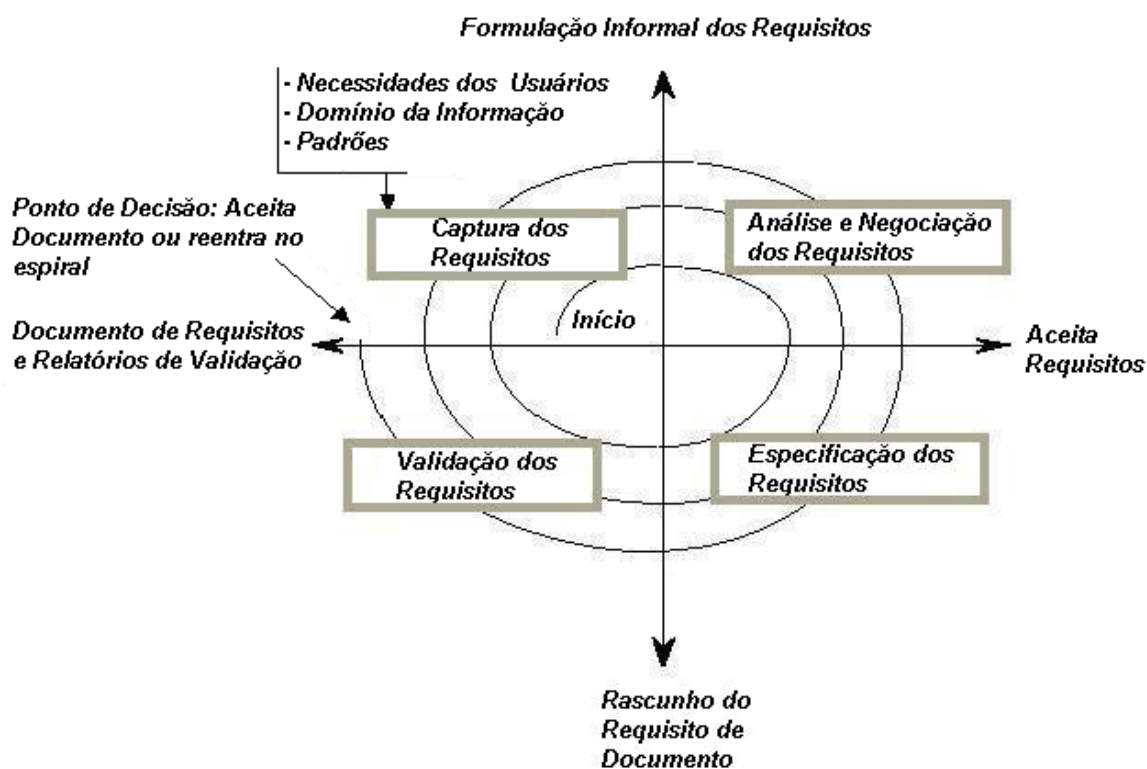 Formulação Informal dos Requisitos
- Necessidades dos Usuários
- Domínio da Informação
- Padrões
Ponto de Decisão: Aceita
Documento ou reentra no
espiral
Captura dos
Requisitos
Análise e Negociação
dos Requisitos
Início
Documento de Requisitos
e Relatórios de Validação
Aceita
Requisitos
Validação dos
Requisitos
Especificação dos
Requisitos
Rascunho do
Requisito de
Documento